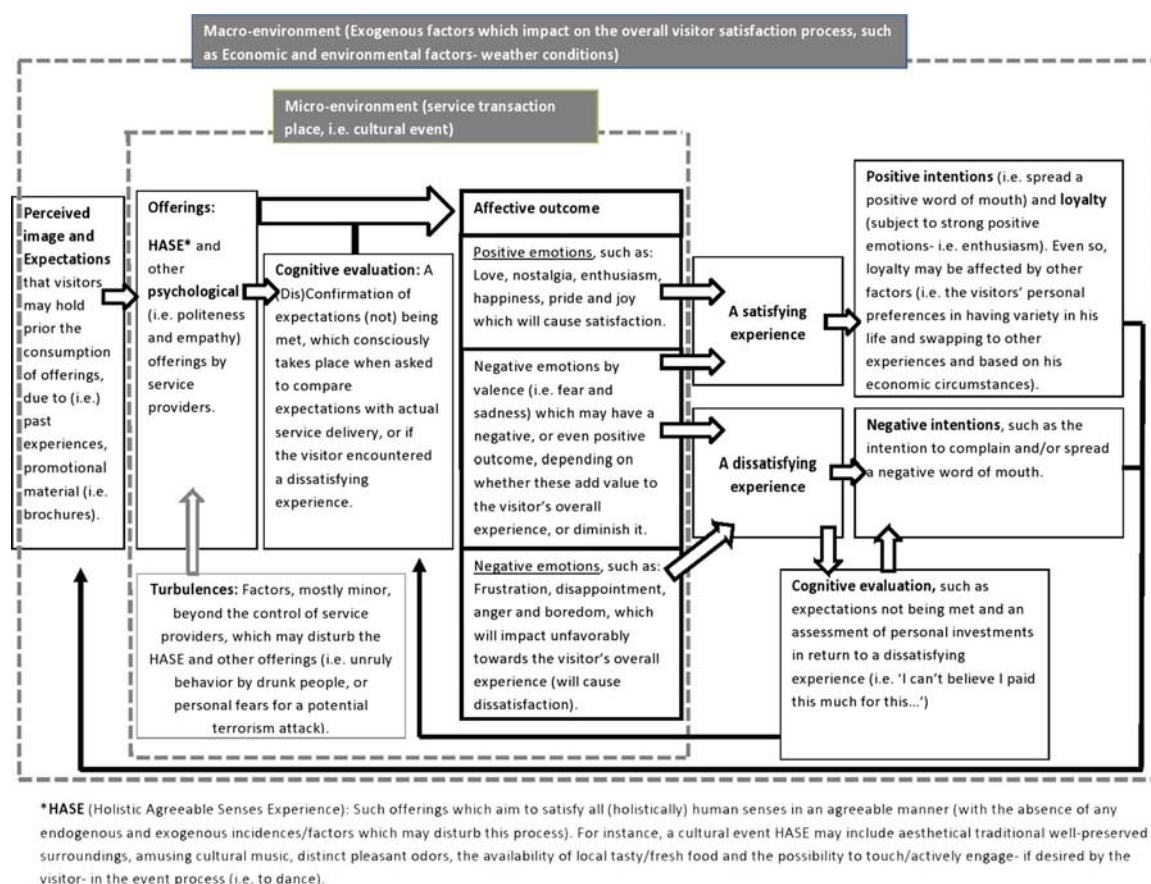 Macro-environment (Exogenous factors which impact on the overall visitor satisfaction process, such
as Economic and environmental factors- weather conditions)
Micro-environment (service transaction
place, i.e. cultural event)
Perceived
image and
Expectations
that visitors
may hold
prior the
consumption
of offerings,
due to (i.e.)
past
experiences,
promotional
material (i.e.
brochures).
Offerings:
HASE* and
other
psychological
(i.e. politeness
and empathy)
offerings by
service
providers.
Cognitive evaluation: A
(Dis)Confirmation of
expectations (not) being
met, which consciously
takes place when asked
to compare
expectations with actual
service delivery, or if
the visitor encountered
a dissatisfying
experience.
Turbulences: Factors, mostly minor,
beyond the control of service
providers, which may disturb the
HASE and other offerings (i.e. unruly
behavior by drunk people, or
personal fears for a potential
terrorism attack).
Affective outcome
Positive emotions, such as:
Love, nostalgia, enthusiasm,
happiness, pride and joy
which will cause satisfaction.
Negative emotions by
valence (i.e. fear and
sadness) which may have a
negative, or even positive
outcome, depending on
whether these add value to
the visitor's overall
experience, or diminish it.
Negative emotions, such as:
Frustration, disappointment,
anger and boredom, which
will impact unfavorably
towards the visitor's overall
experience (will cause
dissatisfaction).
A satisfying
experience
A dissatisfying
experience
Positive intentions (i.e. spread a
positive word of mouth) and loyalty
(subject to strong positive
emotions- i.e. enthusiasm). Even so,
loyalty may be affected by other
factors (i.e. the visitors' personal
preferences in having variety in his
life and swapping to other
experiences and based on his
economic circumstances).
Negative intentions, such as the
intention to complain and/or spread
a negative word of mouth.
Cognitive evaluation, such as
expectations not being met and an
assessment of personal investments
in return to a dissatisfying
experience (i.e. 'I can't believe I paid
this much for this...')
*HASE (Holistic Agreeable Senses Experience): Such offerings which aim to satisfy all (holistically) human senses in an agreeable manner (with the absence of any
endogenous and exogenous incidences/factors which may disturb this process). For instance, a cultural event HASE may include aesthetical traditional well-preserved
surroundings, amusing cultural music, distinct pleasant odors, the availability of local tasty/fresh food and the possibility to touch/actively engage- if desired by the
visitor- in the event process (i.e. to dance).